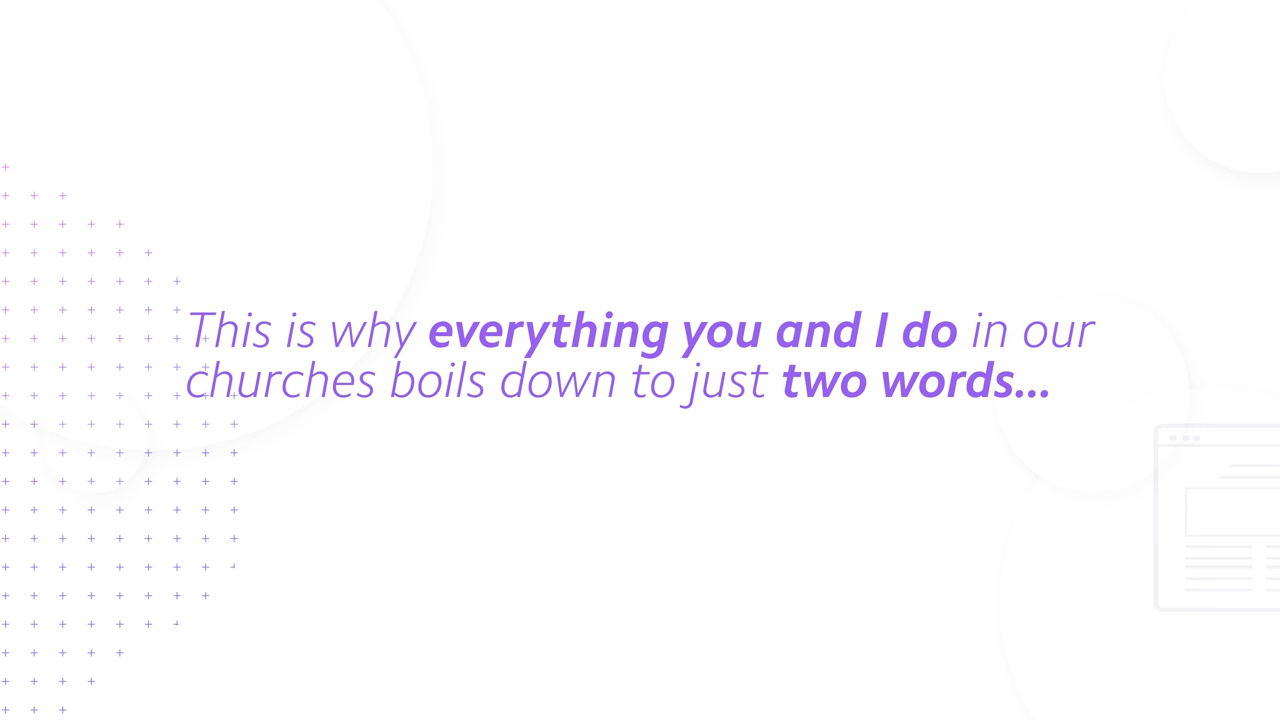 This is why everything you and I do in our
churches boils down to just two words...